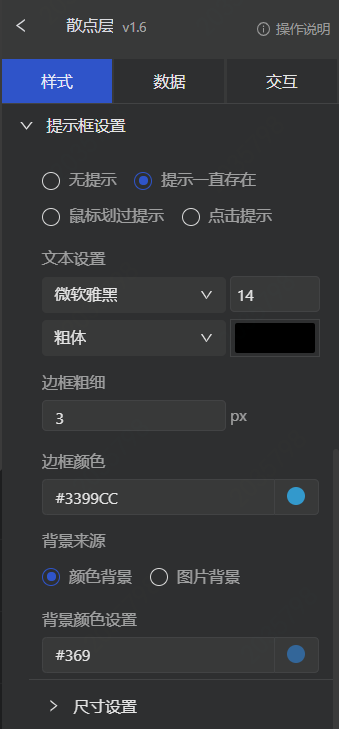 散点层 v1.6 操作说明
样式 数据 交互
提示框设置
无提示 提示一直存在
鼠标划过提示 点击提示
文本设置
微软雅黑 14
粗体
边框粗细
3 px
边框颜色
#3399CC
背景来源
颜色背景 图片背景
背景颜色设置
#369
尺寸设置